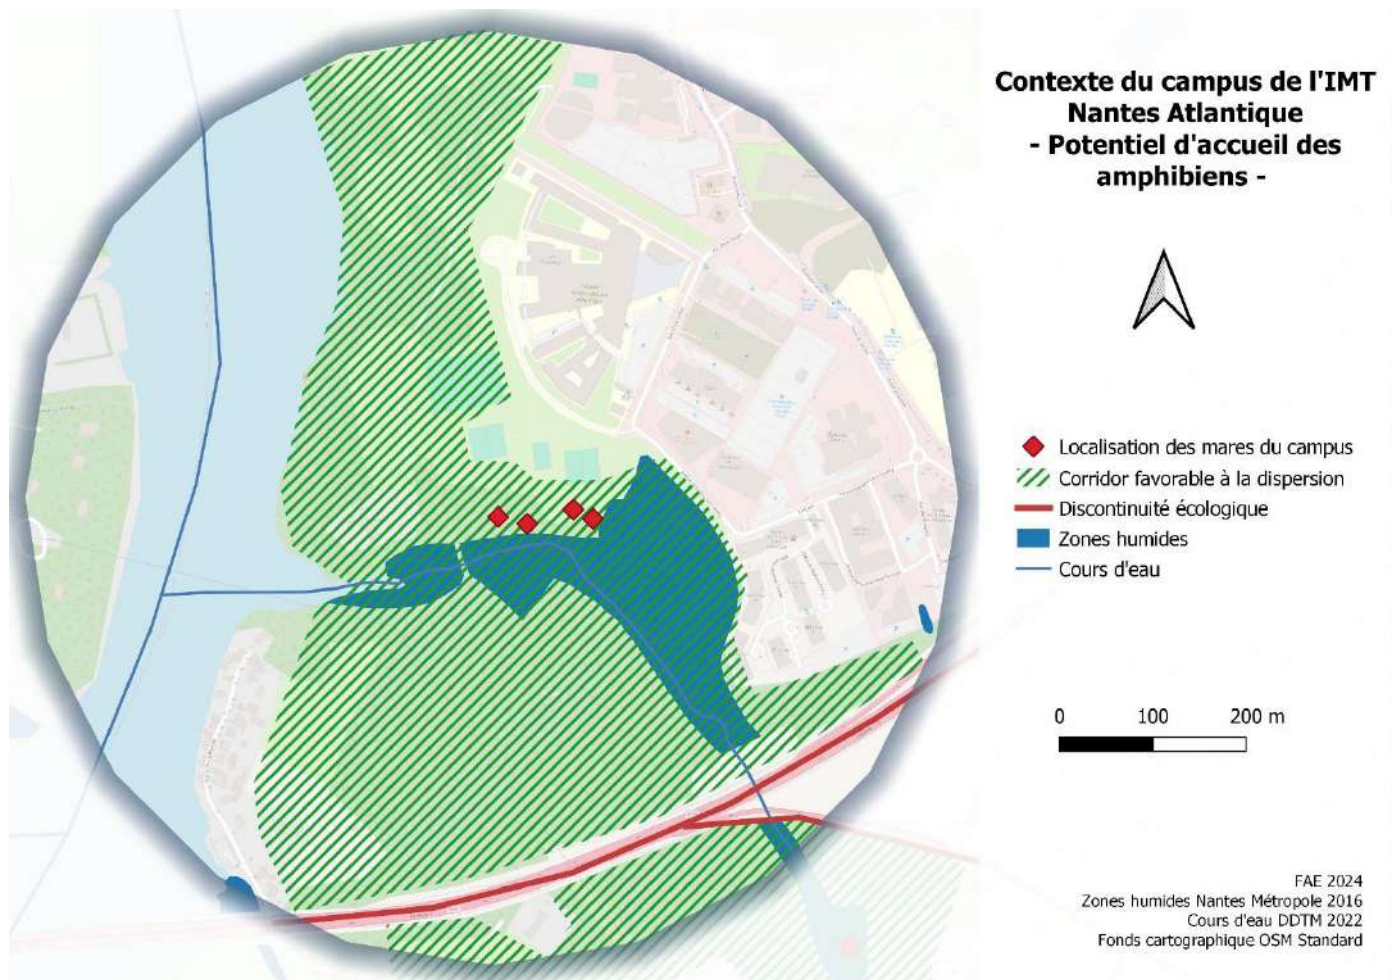 Contexte du campus de l'IMT
Nantes Atlantique
- Potentiel d'accueil des
amphibiens -
Localisation des mares du campus
Corridor favorable à la dispersion
Discontinuité écologique
Zones humides
Cours d'eau
0 100 200 m
FAE 2024
Zones humides Nantes Métropole 2016
Cours d'eau DDTM 2022
Fonds cartographique OSM Standard